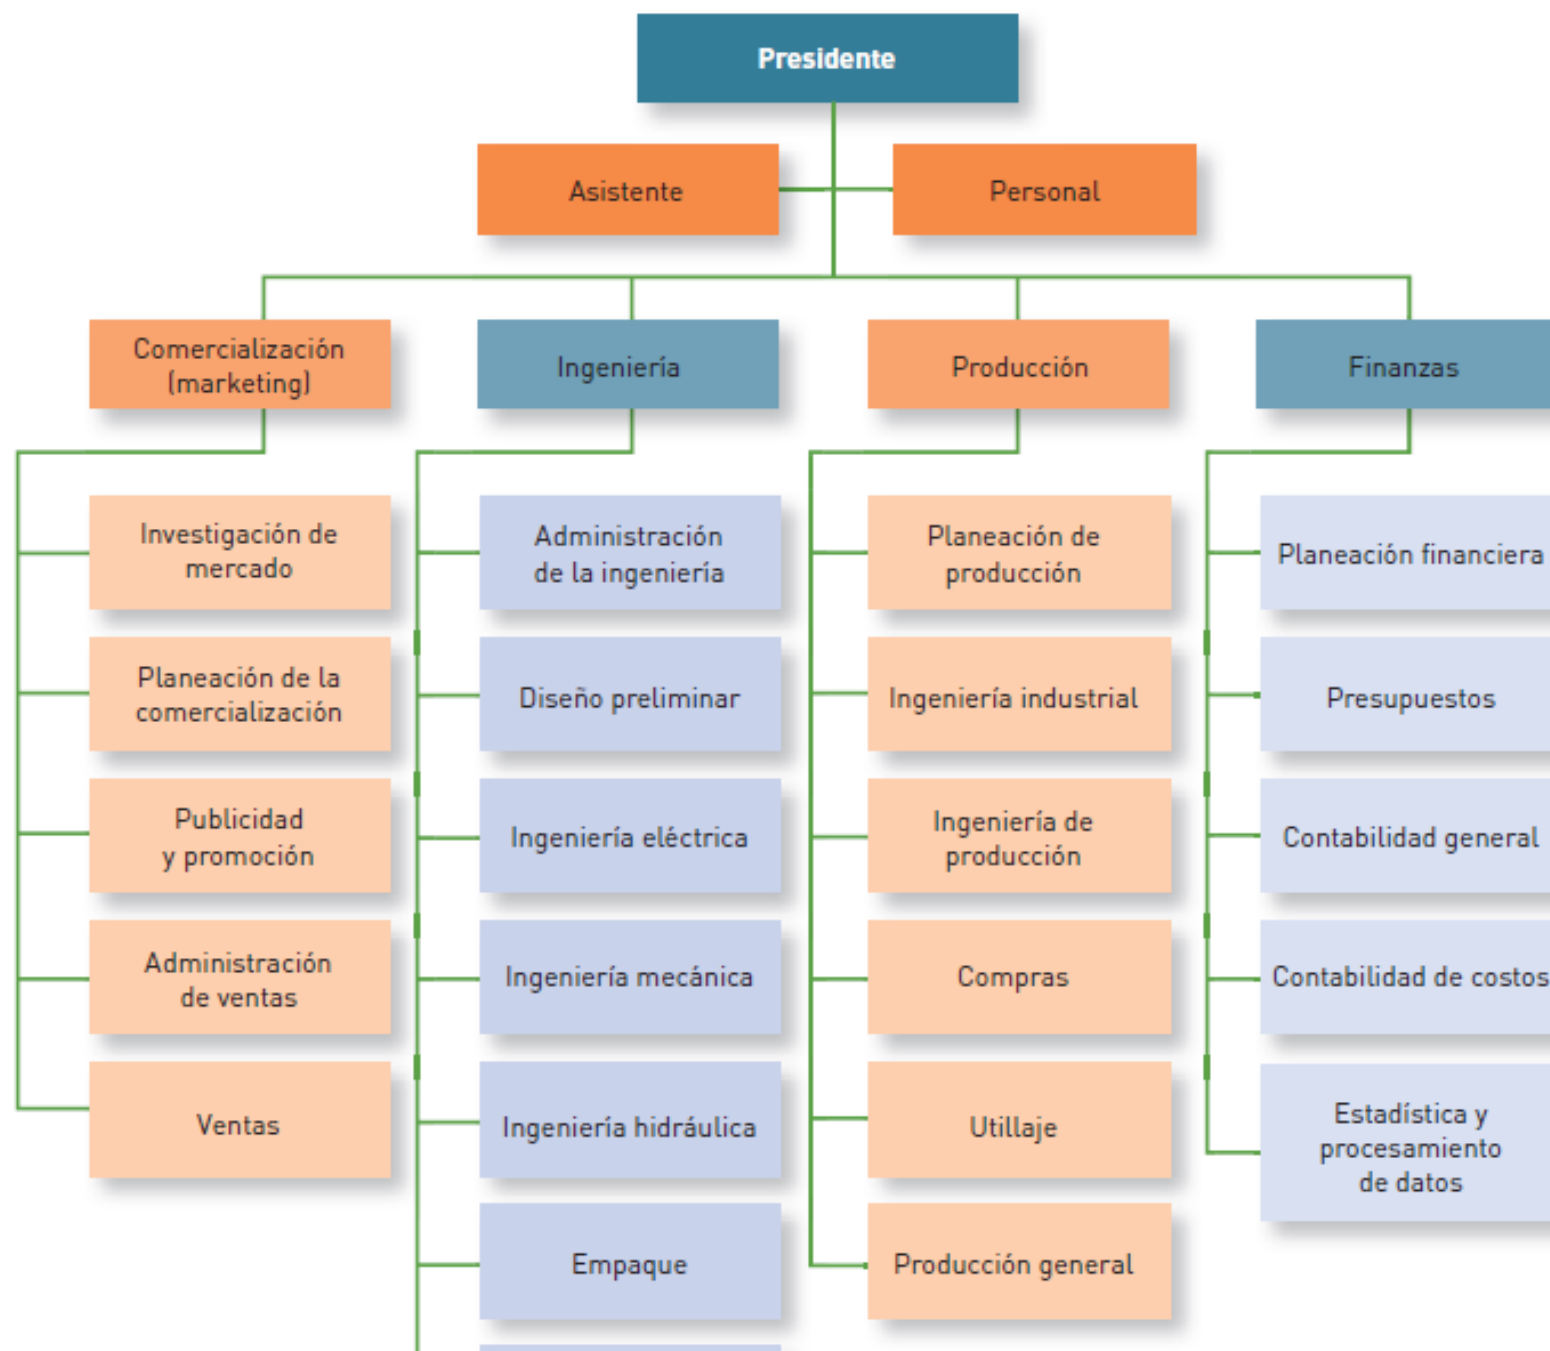 Presidente
Asistente
Personal
Comercialización
(marketing)
Ingeniería
Producción
Finanzas
Investigación de
mercado
Planeación de la
comercialización
Publicidad
y promoción
Administración
de ventas
Ventas
Administración
de la ingeniería
Diseño preliminar
Ingeniería eléctrica
Ingeniería mecánica
Ingeniería hidráulica
Empaque
Planeación de
producción
Ingeniería industrial
Ingeniería de
producción
Compras
Utillaje
Producción general
Planeación financiera
Presupuestos
Contabilidad general
Contabilidad de costos
Estadística y
procesamiento
de datos